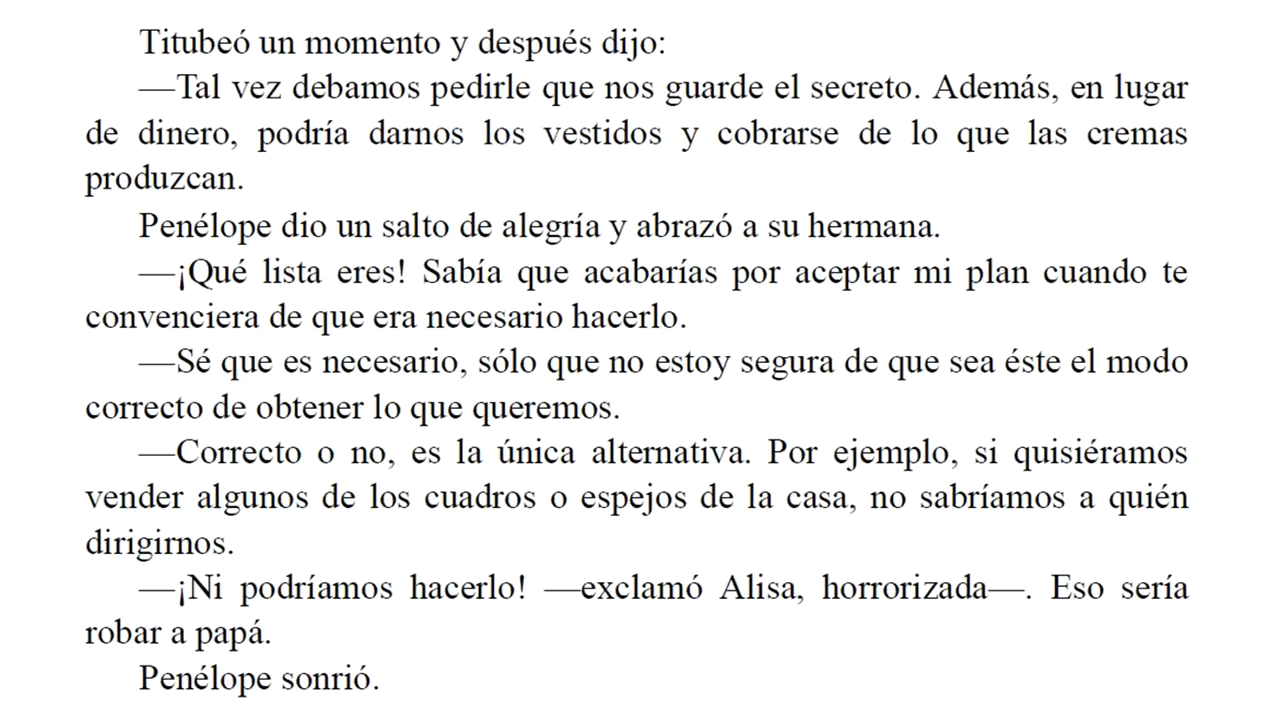 Titubeó un momento y después dijo:
—Tal vez debamos pedirle que nos guarde el secreto. Además, en lugar
de dinero, podría darnos los vestidos y cobrarse de lo que las cremas
produzcan.
Penélope dio un salto de alegría y abrazó a su hermana.
—¡Qué lista eres! Sabía que acabarías por aceptar mi plan cuando te
convenciera de que era necesario hacerlo.
—Sé que es necesario, sólo que no estoy segura de que sea éste el modo
correcto de obtener lo que queremos.
—Correcto o no, es la única alternativa. Por ejemplo, si quisiéramos
vender algunos de los cuadros o espejos de la casa, no sabríamos a quién
dirigirnos.
—¡Ni podríamos hacerlo! —exclamó Alisa, horrorizada—. Eso sería
robar a papá.
Penélope sonrió.